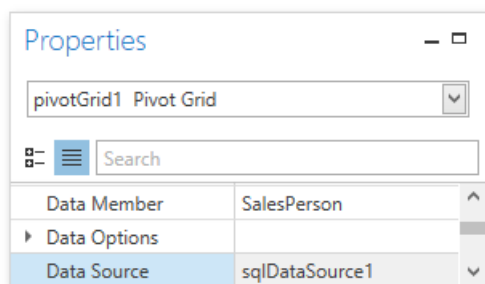 Properties
pivotGrid1 Pivot Grid
Search
Data Member SalesPerson
Data Options
Data Source sqlDataSource1